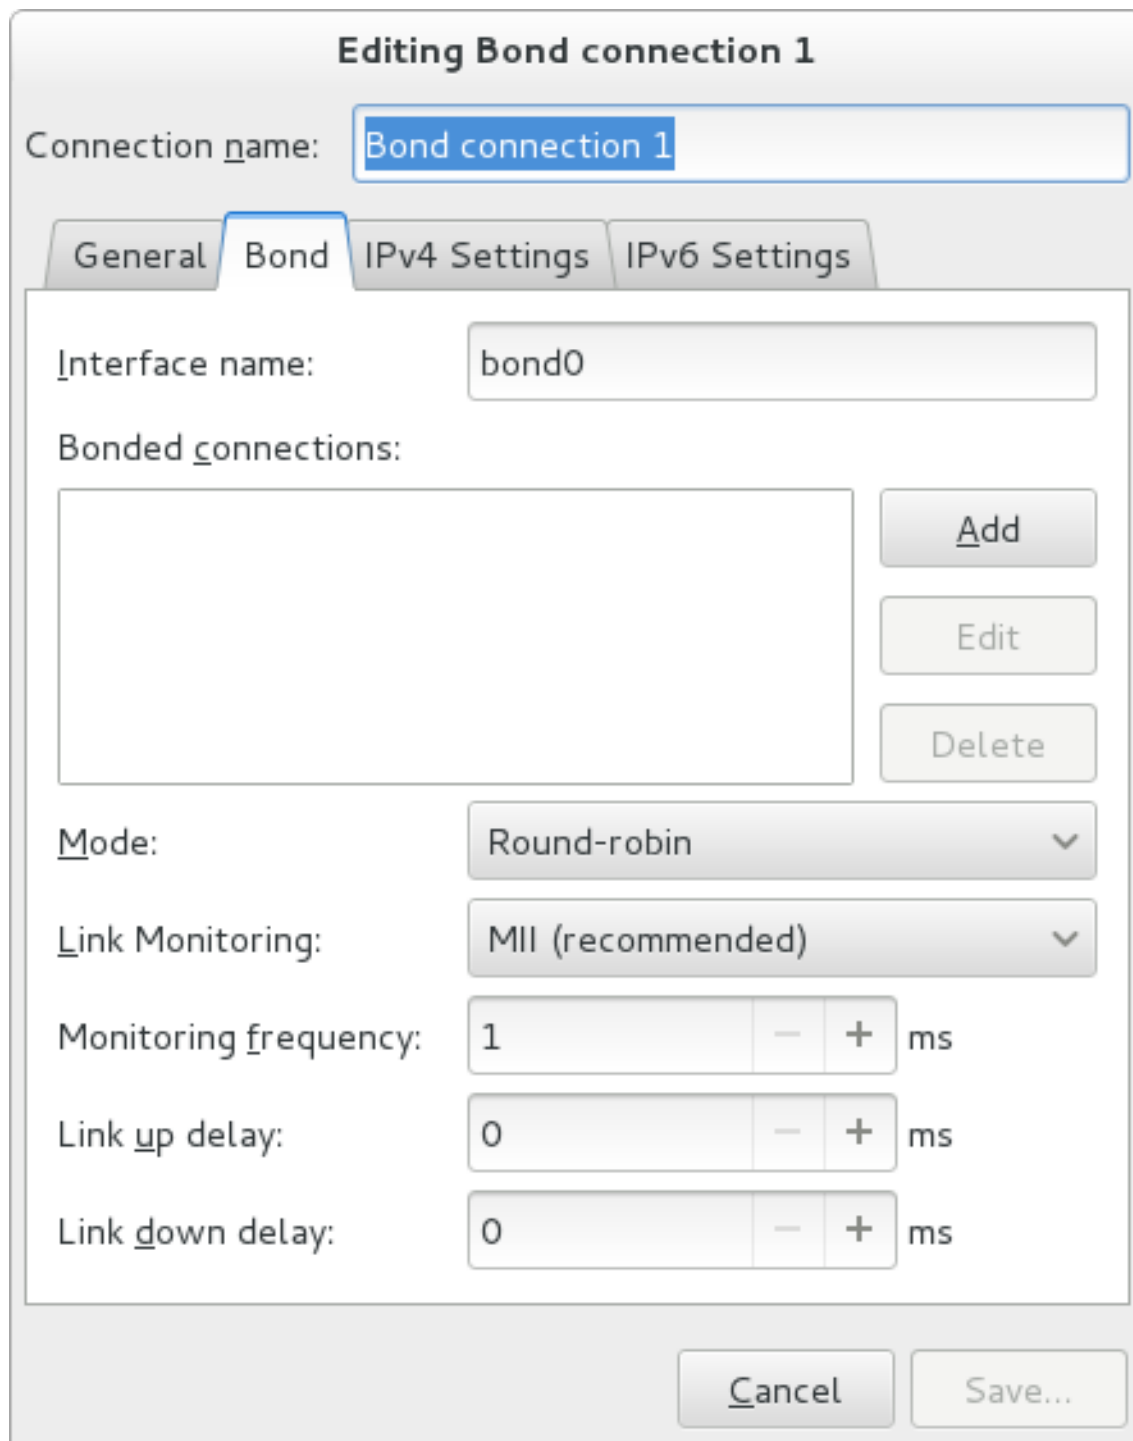 Editing Bond connection 1
Connection name: Bond connection 1
General Bond IPv4 Settings IPv6 Settings
Interface name: bond0
Bonded connections:
Add
Edit
Delete
Mode: Round-robin
Link Monitoring: MII (recommended)
Monitoring frequency: 1 − + ms
Link up delay: 0 − + ms
Link down delay: 0 − + ms
Cancel Save...